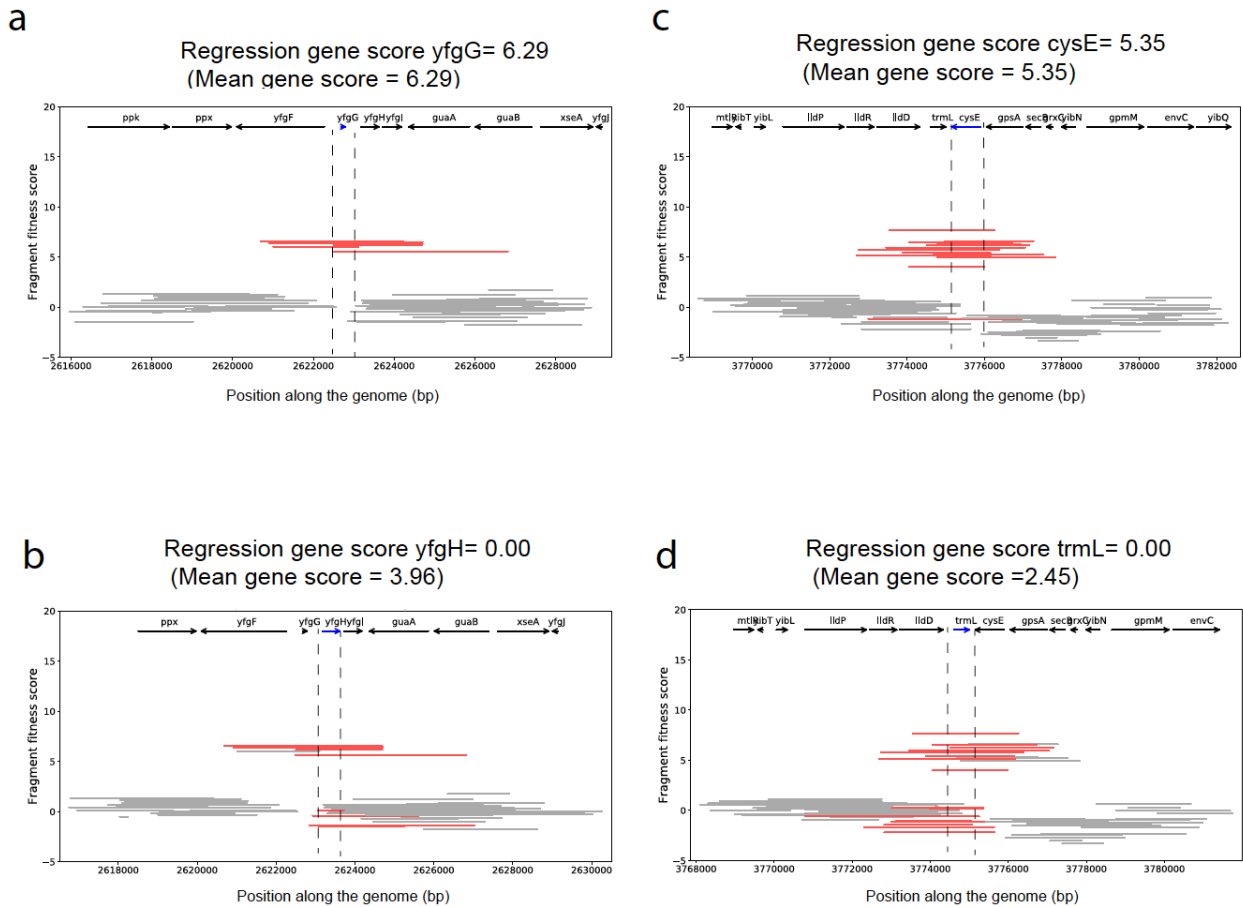 a
Regression gene score yfgG= 6.29
(Mean gene score = 6.29)
ppk ppx yfgF yfgG yfgH yfgI guaA guaB xseA yfgJ
20
15
10
5
0
−5
Fragment fitness score
2616000 2618000 2620000 2622000 2624000 2626000 2628000
Position along the genome (bp)
c
Regression gene score cysE= 5.35
(Mean gene score = 5.35)
yibT yibL lldP lldR lldD trmL cysE gpsA yibN gpmM envC yibQ
20
15
10
5
0
−5
Fragment fitness score
3770000 3772000 3774000 3776000 3778000 3780000 3782000
Position along the genome (bp)
b
Regression gene score yfgH= 0.00
(Mean gene score = 3.96)
ppx yfgF yfgG yfgH yfgI guaA guaB xseA yfgJ
20
15
10
5
0
−5
Fragment fitness score
2618000 2620000 2622000 2624000 2626000 2628000 2630000
Position along the genome (bp)
d
Regression gene score trmL= 0.00
(Mean gene score =2.45)
yibT yibL lldP lldR lldD trmL cysE gpsA yibN gpmM envC
20
15
10
5
0
−5
Fragment fitness score
3768000 3770000 3772000 3774000 3776000 3778000 3780000
Position along the genome (bp)